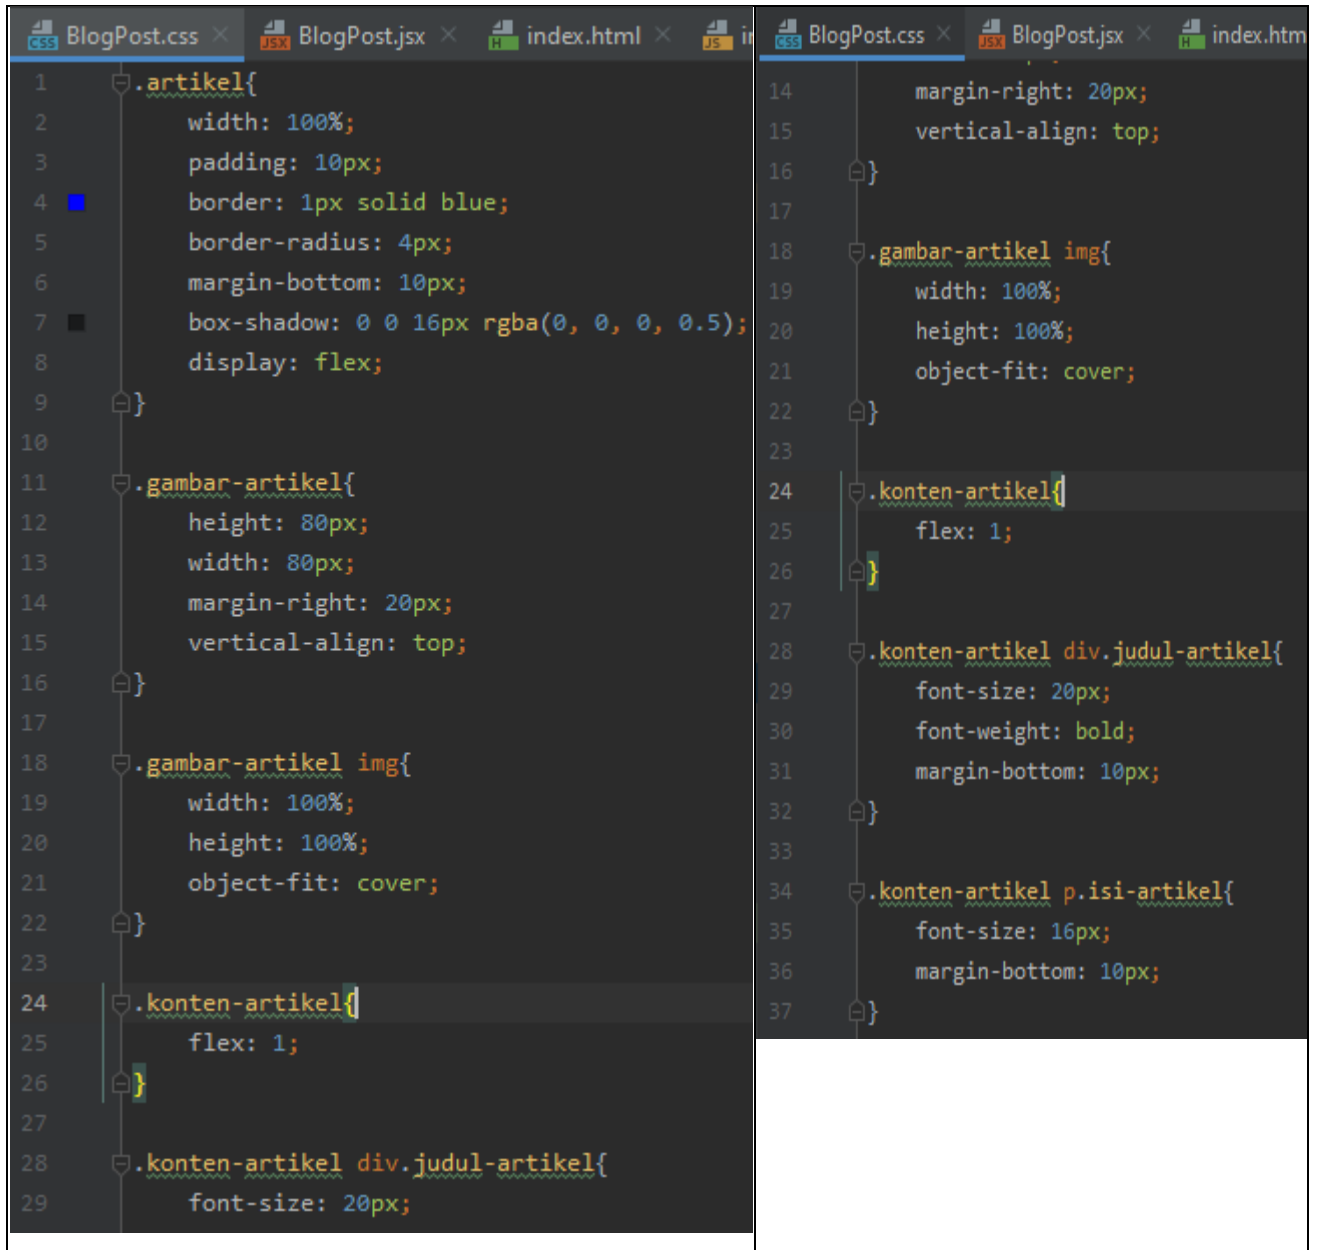 BlogPost.css × BlogPost.jsx × index.html ×
1 .artikel{
2 width: 100%;
3 padding: 10px;
4 border: 1px solid blue;
5 border-radius: 4px;
6 margin-bottom: 10px;
7 box-shadow: 0 0 16px rgba(0, 0, 0, 0.5);
8 display: flex;
9 }
10
11 .gambar-artikel{
12 height: 80px;
13 width: 80px;
14 margin-right: 20px;
15 vertical-align: top;
16 }
17
18 .gambar-artikel img{
19 width: 100%;
20 height: 100%;
21 object-fit: cover;
22 }
23
24 .konten-artikel{
25 flex: 1;
26 }
27
28 .konten-artikel div.judul-artikel{
29 font-size: 20px;
BlogPost.css × BlogPost.jsx × index.htm
14 margin-right: 20px;
15 vertical-align: top;
16 }
17
18 .gambar-artikel img{
19 width: 100%;
20 height: 100%;
21 object-fit: cover;
22 }
23
24 .konten-artikel{
25 flex: 1;
26 }
27
28 .konten-artikel div.judul-artikel{
29 font-size: 20px;
30 font-weight: bold;
31 margin-bottom: 10px;
32 }
33
34 .konten-artikel p.isi-artikel{
35 font-size: 16px;
36 margin-bottom: 10px;
37 }